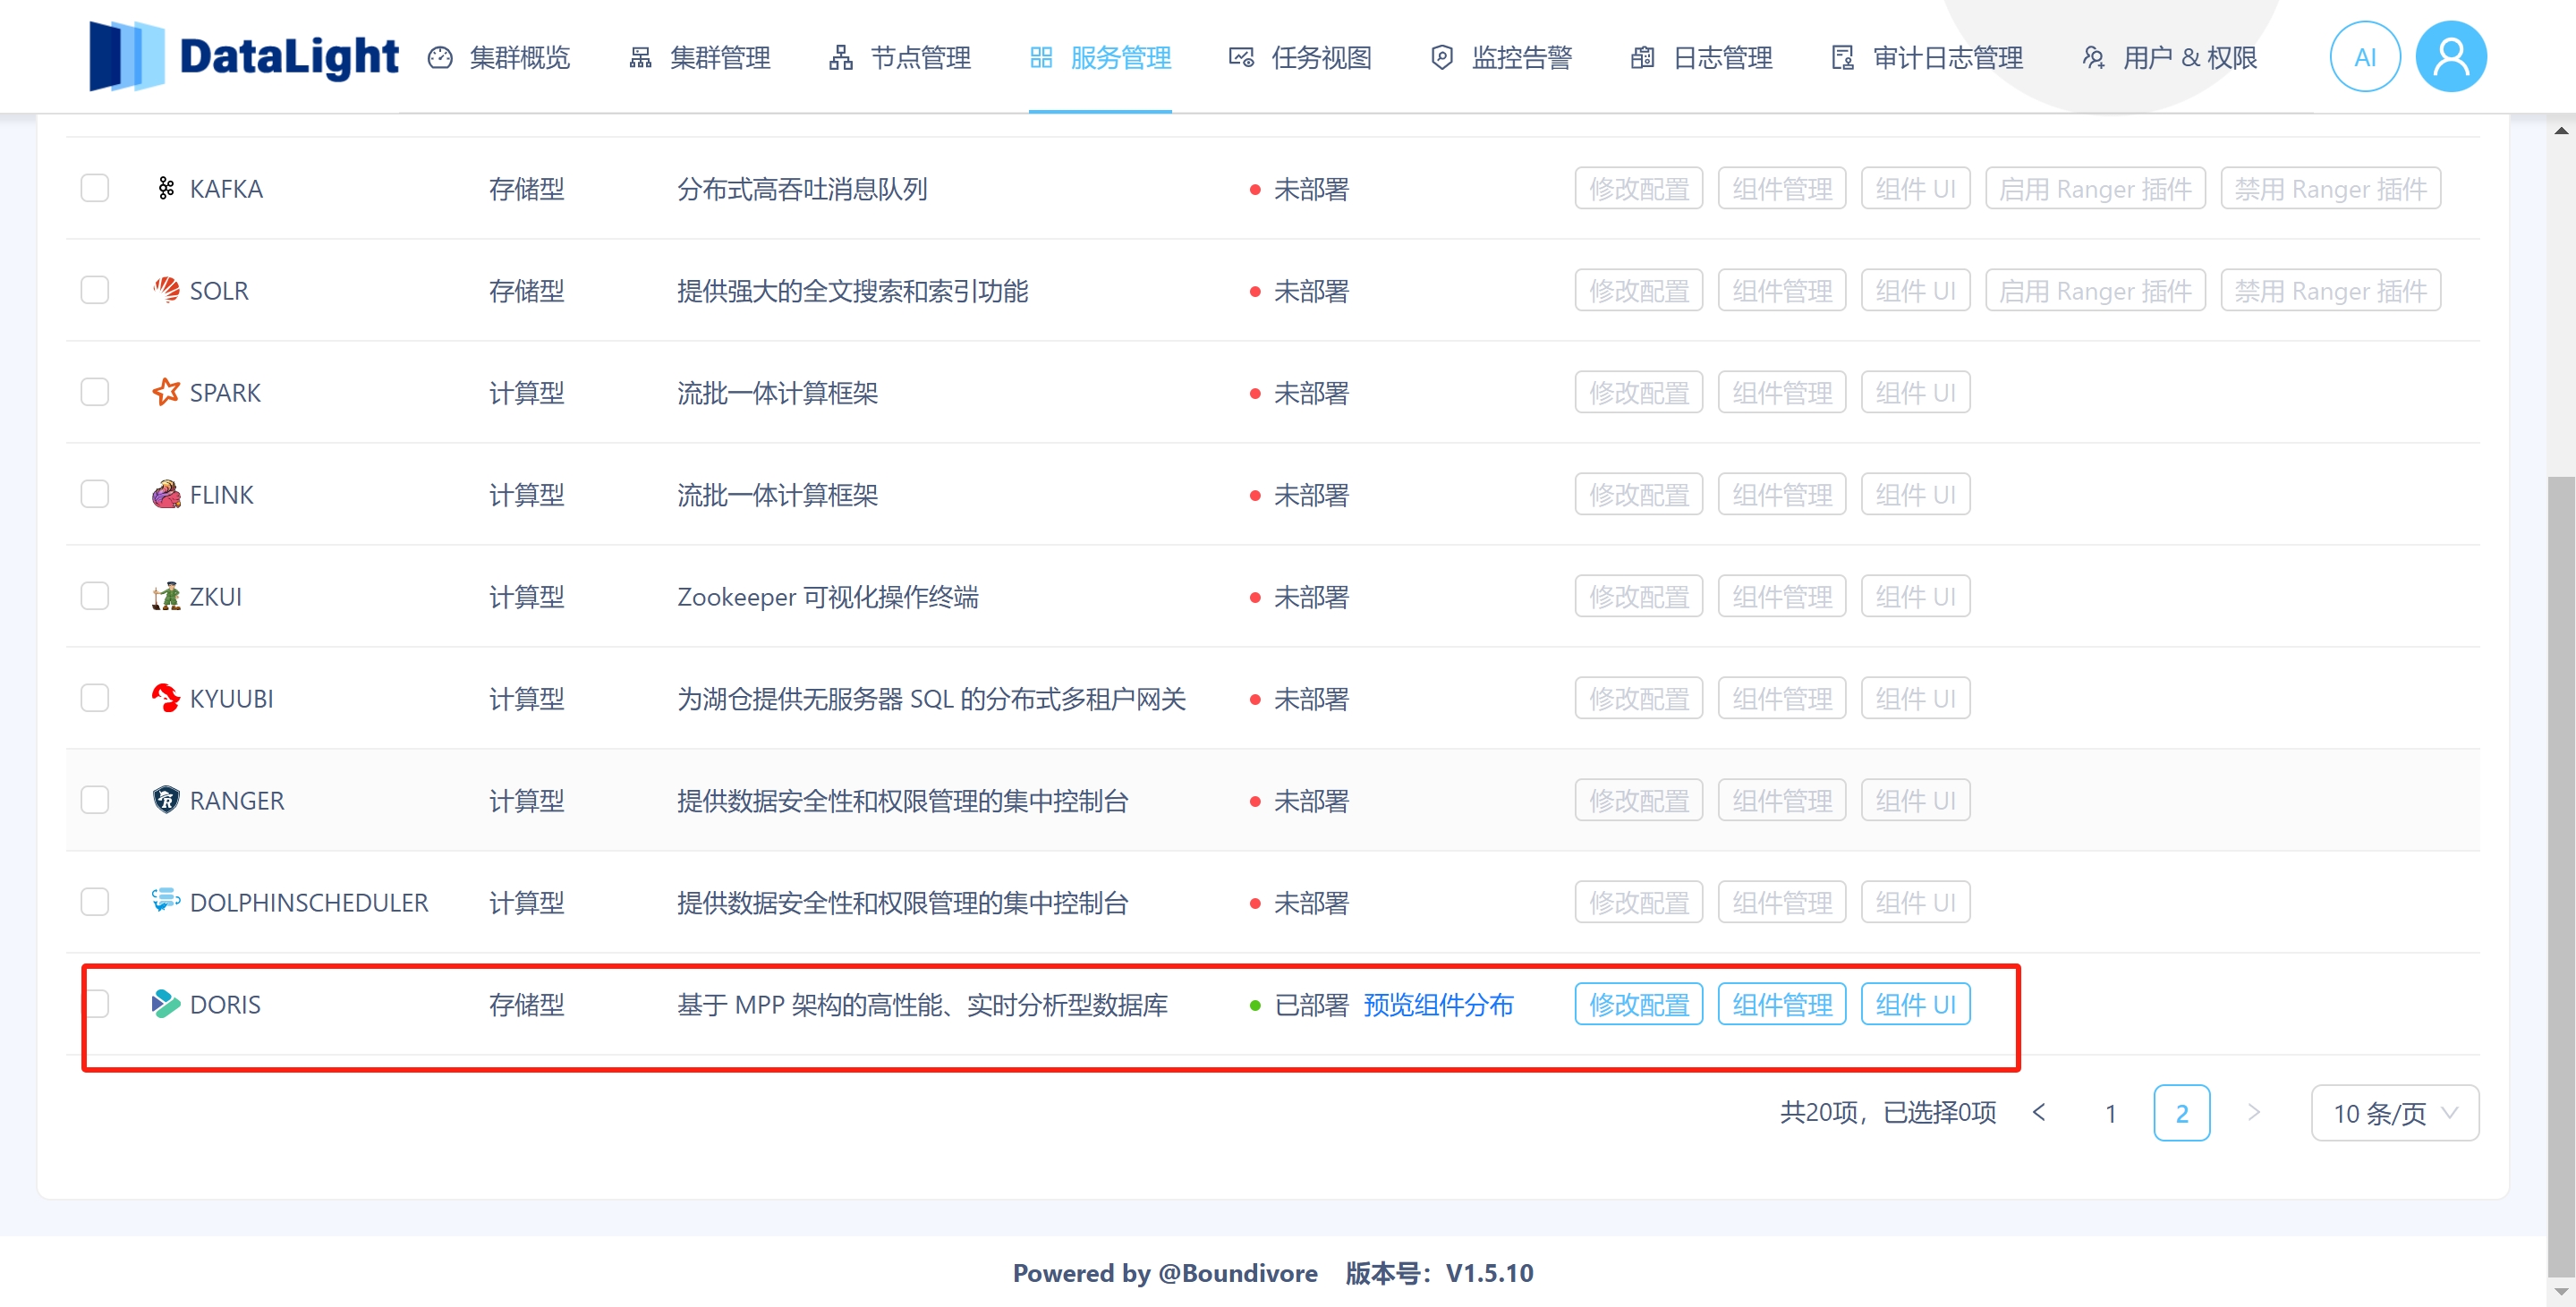 DataLight 集群概览 集群管理 节点管理 服务管理 任务视图 监控告警 日志管理 审计日志管理 用户 & 权限 AI
KAFKA 存储型 分布式高吞吐消息队列 未部署 修改配置 组件管理 组件 UI 启用 Ranger 插件 禁用 Ranger 插件
SOLR 存储型 提供强大的全文搜索和索引功能 未部署 修改配置 组件管理 组件 UI 启用 Ranger 插件 禁用 Ranger 插件
SPARK 计算型 流批一体计算框架 未部署 修改配置 组件管理 组件 UI
FLINK 计算型 流批一体计算框架 未部署 修改配置 组件管理 组件 UI
ZKUI 计算型 Zookeeper 可视化操作终端 未部署 修改配置 组件管理 组件 UI
KYUUBI 计算型 为湖仓提供无服务器 SQL 的分布式多租户网关 未部署 修改配置 组件管理 组件 UI
RANGER 计算型 提供数据安全性和权限管理的集中控制台 未部署 修改配置 组件管理 组件 UI
DOLPHINSCHEDULER 计算型 提供数据安全性和权限管理的集中控制台 未部署 修改配置 组件管理 组件 UI
DORIS 存储型 基于 MPP 架构的高性能、实时分析型数据库 已部署 预览组件分布 修改配置 组件管理 组件 UI
共20项，已选择0项 < 1 2 > 10 条/页
Powered by @Boundivore 版本号：V1.5.10